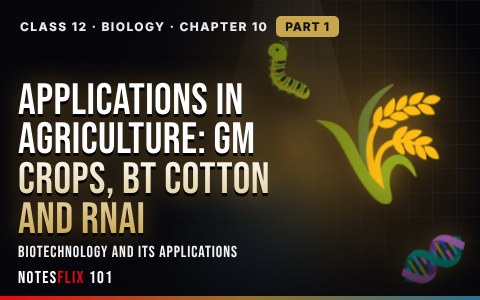 CLASS 12 · BIOLOGY · CHAPTER 10 PART 1
APPLICATIONS IN
AGRICULTURE: GM
CROPS, BT COTTON
AND RNAI
BIOTECHNOLOGY AND ITS APPLICATIONS
NOTESFLIX 101